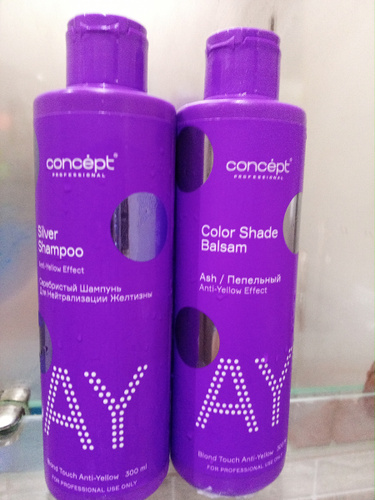 concépt
PROFESSIONAL
Silver
Shampoo
Anti-Yellow Effect
Серебристый Шампунь
Для Нейтрализации Желтизны
AY
Blond Touch Anti-Yellow 300 ml
FOR PROFESSIONAL USE ONLY
concépt
PROFESSIONAL
Color Shade
Balsam
Ash / Пепельный
Anti-Yellow Effect
AY
Blond Touch Anti-Yellow
FOR PROFESSIONAL USE ONLY